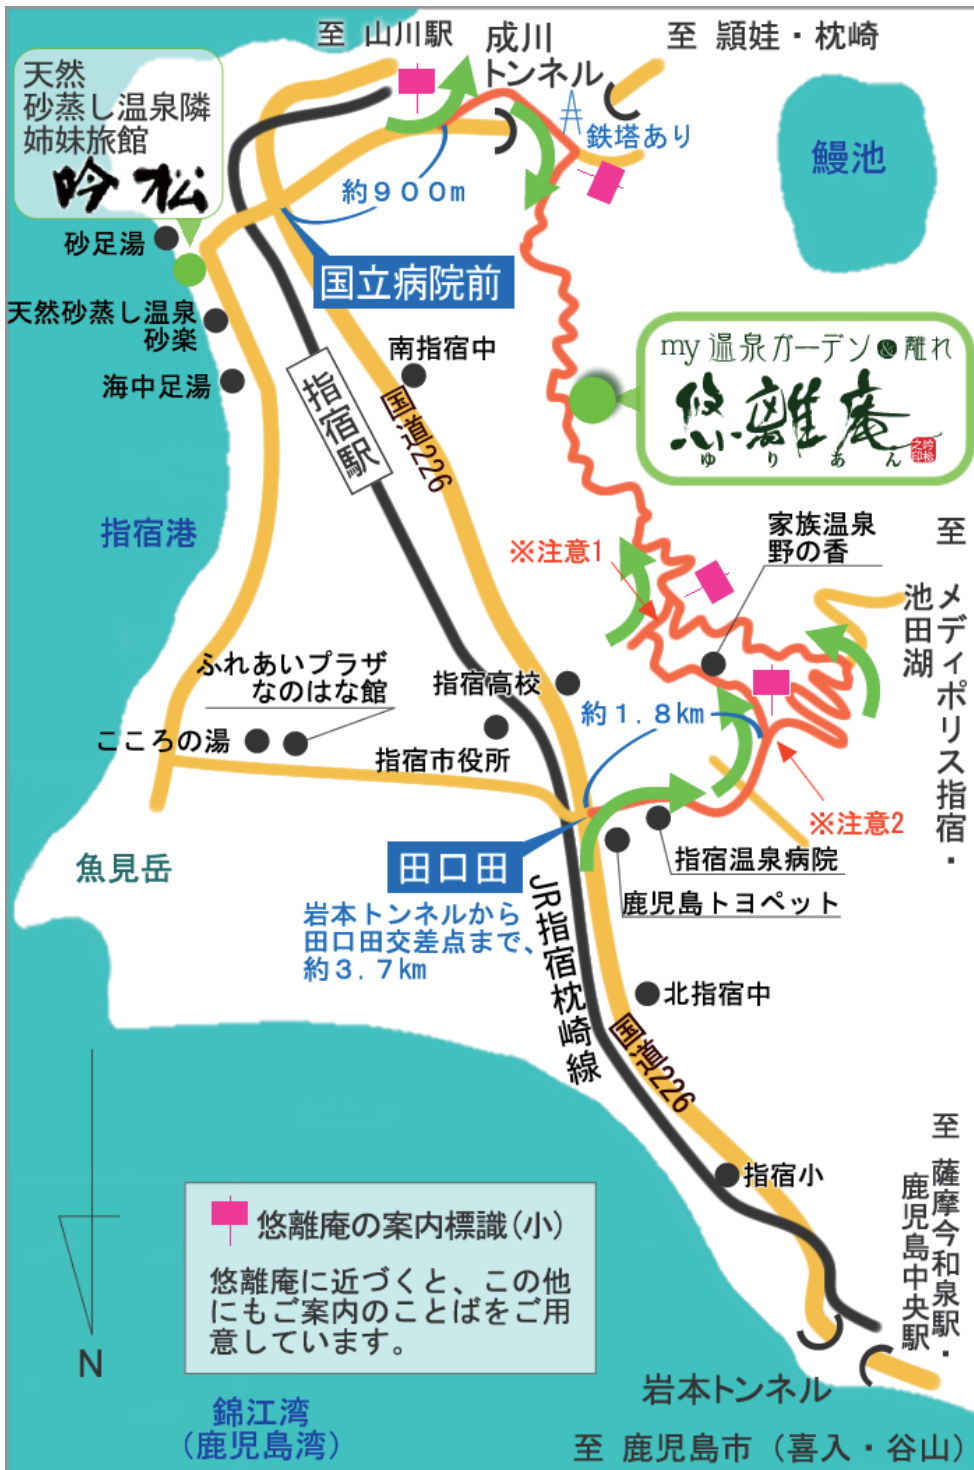 至 山川駅
成川
トンネル
至 頴娃・枕崎
天然
砂蒸し温泉隣
姉妹旅館
吟松
鉄塔あり
鰻池
約900m
砂足湯
国立病院前
天然砂蒸し温泉
砂楽
南指宿中
海中足湯
指宿駅
国道226
my 温泉ガーデン&離れ
悠離庵
ゆりあん
吟松之印
指宿港
※注意1
家族温泉
野の香
至
メディポリス指宿・
池田湖
ふれあいプラザ
なのはな館
指宿高校
約1.8km
こころの湯
指宿市役所
※注意2
田口田
指宿温泉病院
魚見岳
鹿児島トヨペット
岩本トンネルから
田口田交差点まで、
約3.7km
JR指宿枕崎線
北指宿中
国道226
至 薩摩今和泉駅・
鹿児島中央駅
指宿小
悠離庵の案内標識(小)
悠離庵に近づくと、この他
にもご案内のことばをご用
意しています。
N
岩本トンネル
錦江湾
(鹿児島湾)
至 鹿児島市(喜入・谷山)